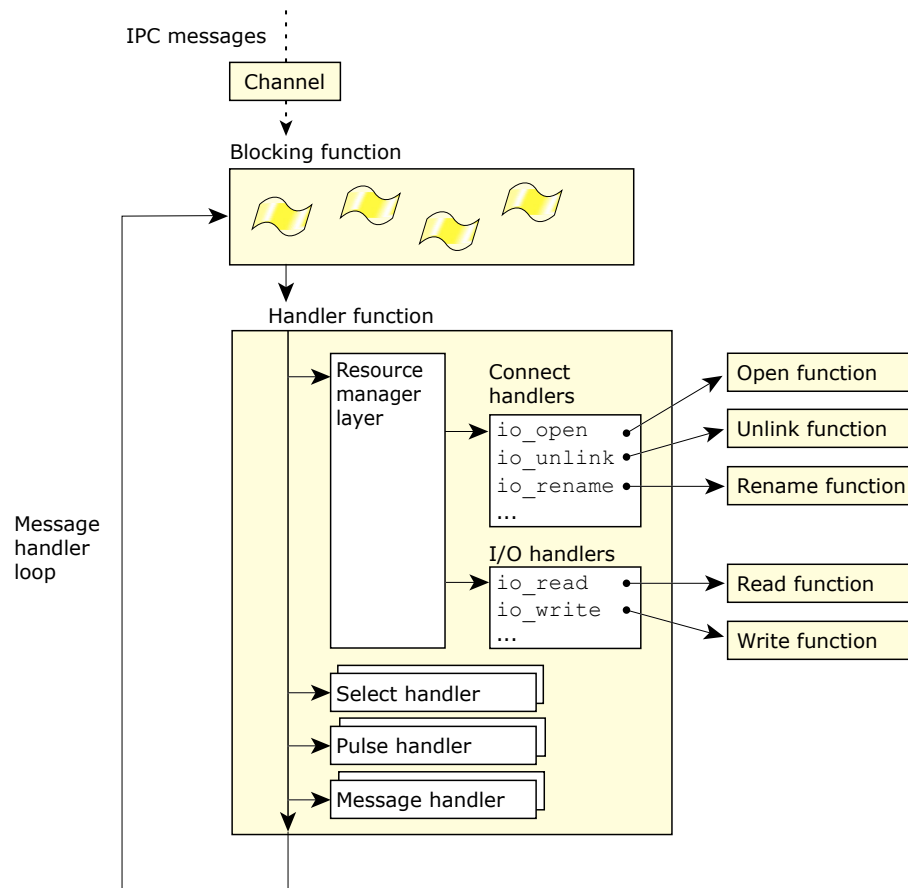 IPC messages
Channel
Blocking function
Handler function
Resource
manager
layer
Connect
handlers
io_open
io_unlink
io_rename
...
Open function
Unlink function
Rename function
Message
handler
loop
I/O handlers
io_read
io_write
...
Read function
Write function
Select handler
Pulse handler
Message handler